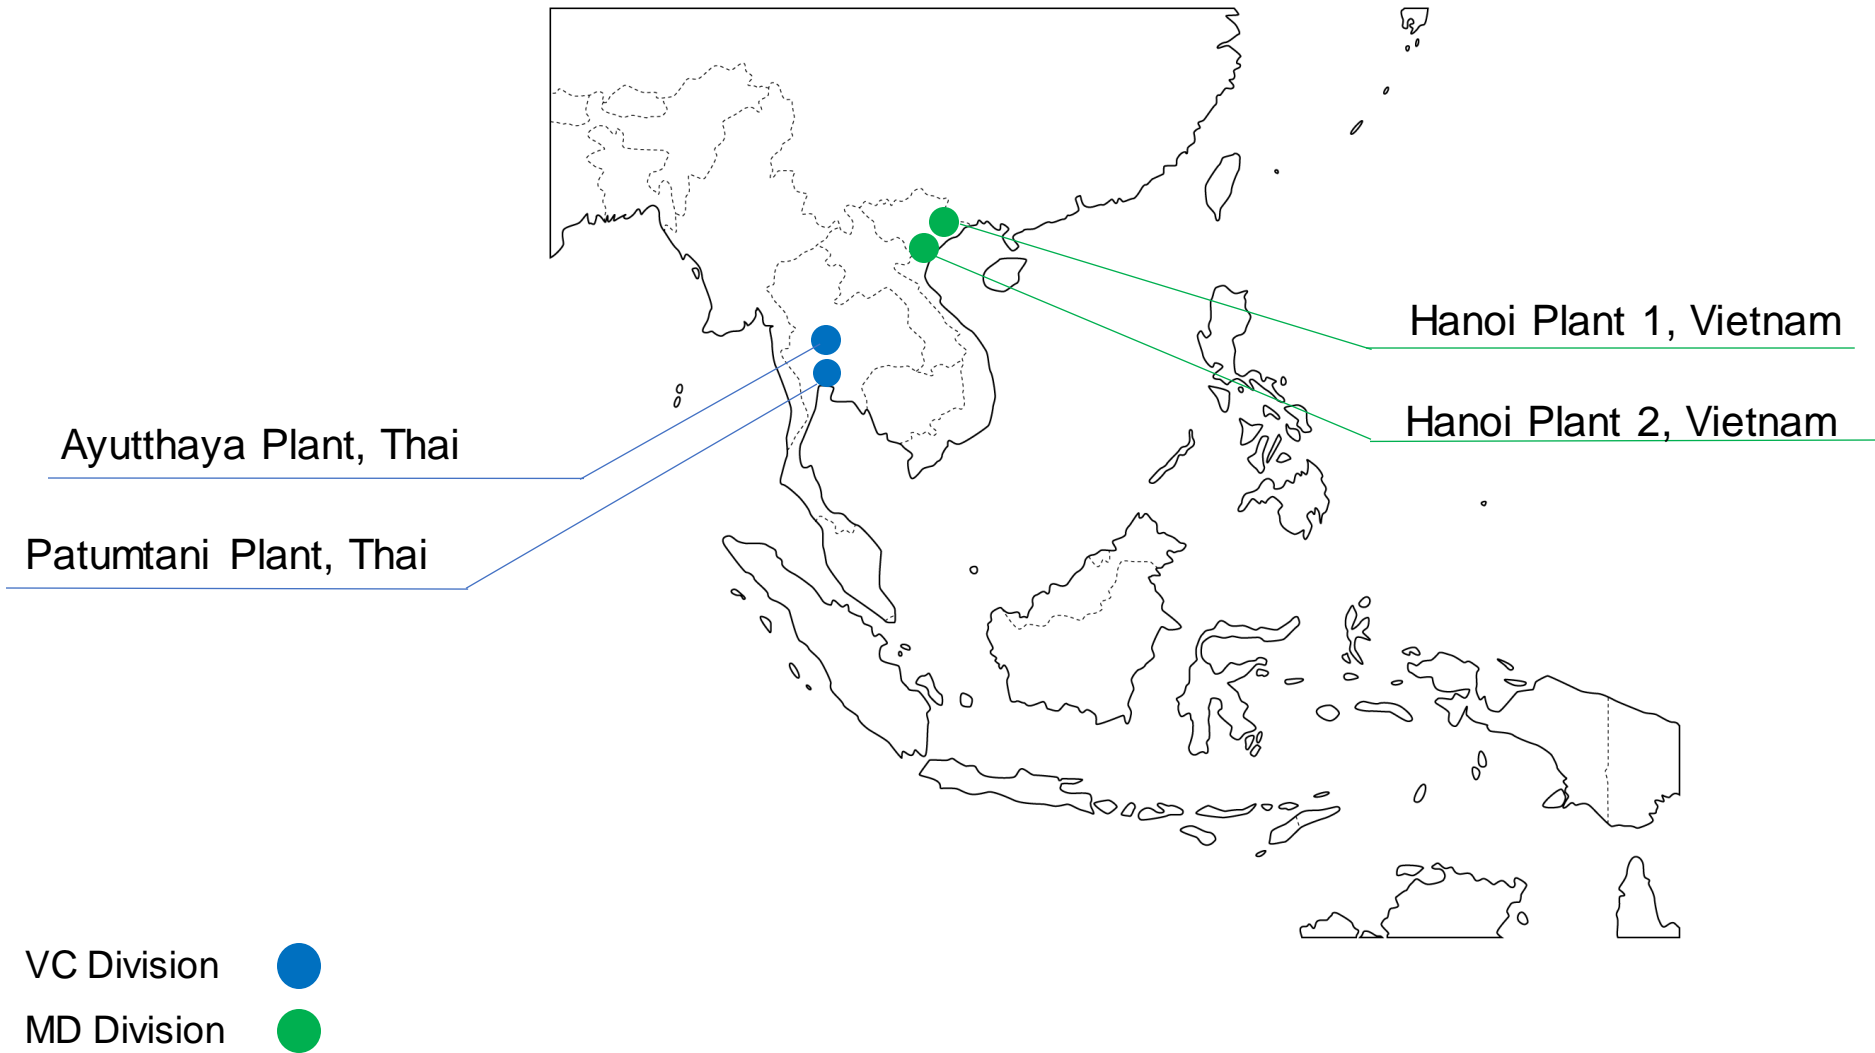 Hanoi Plant 1, Vietnam
Hanoi Plant 2, Vietnam
Ayutthaya Plant, Thai
Patumtani Plant, Thai
VC Division
MD Division